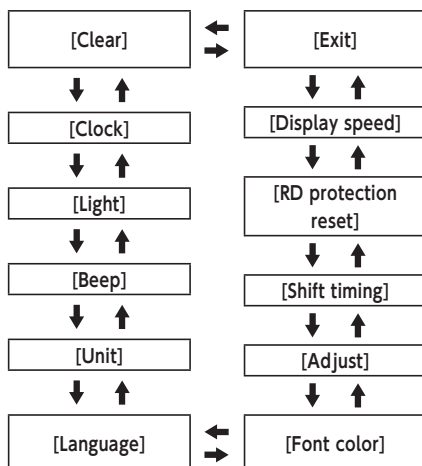 [Clear]
[Clock]
[Light]
[Beep]
[Unit]
[Language]
[Exit]
[Display speed]
[RD protection
reset]
[Shift timing]
[Adjust]
[Font color]